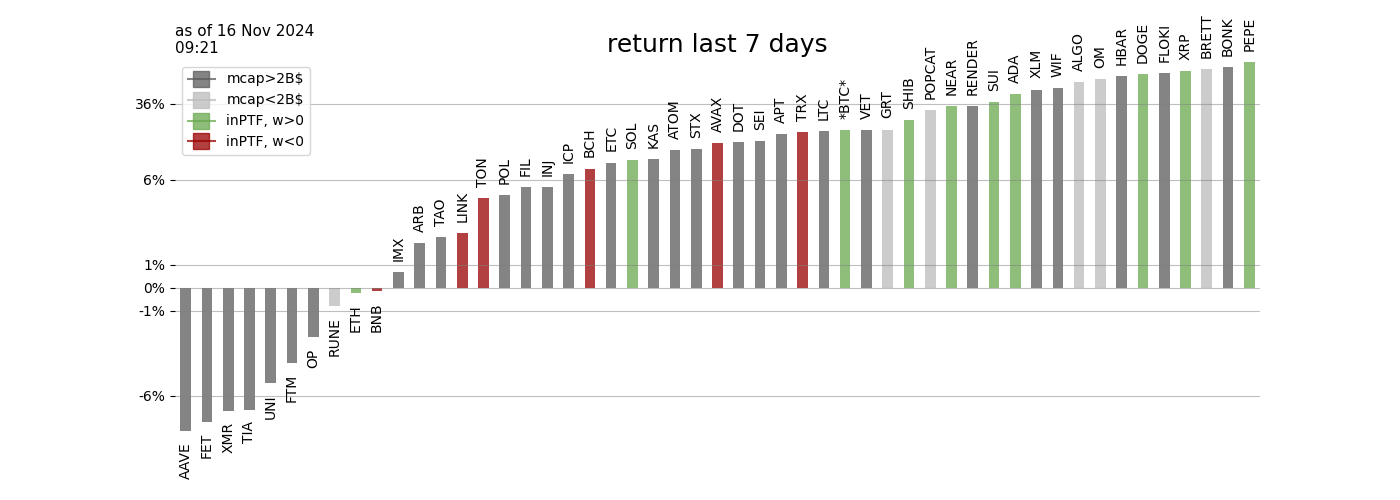 as of 16 Nov 2024
09:21
return last 7 days
mcap>2B$
mcap<2B$
inPTF, w>0
inPTF, w<0
36%
6%
1%
0%
-1%
-6%
AAVE
FET
XMR
TIA
UNI
FTM
OP
RUNE
ETH
BNB
IMX
ARB
TAO
LINK
TON
POL
FIL
INJ
ICP
BCH
ETC
SOL
KAS
ATOM
STX
AVAX
DOT
SEI
APT
TRX
LTC
*BTC*
VET
GRT
SHIB
POPCAT
NEAR
RENDER
SUI
ADA
XLM
WIF
ALGO
OM
HBAR
DOGE
FLOKI
XRP
BRETT
BONK
PEPE